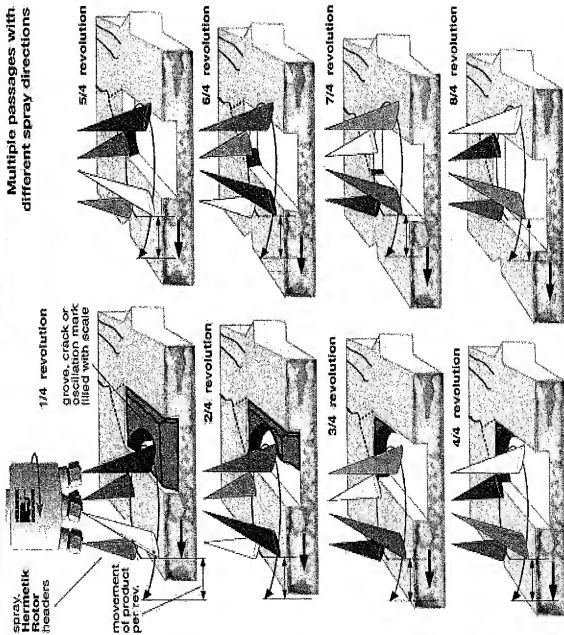 Multiple passages with
different spray directions
spray,
Hermetik
Rotor
headers
movement
of product
per rev.
1/4 revolution
grove, crack or
oscillation mark
filled with scale
2/4 revolution
3/4 revolution
4/4 revolution
5/4 revolution
6/4 revolution
7/4 revolution
8/4 revolution